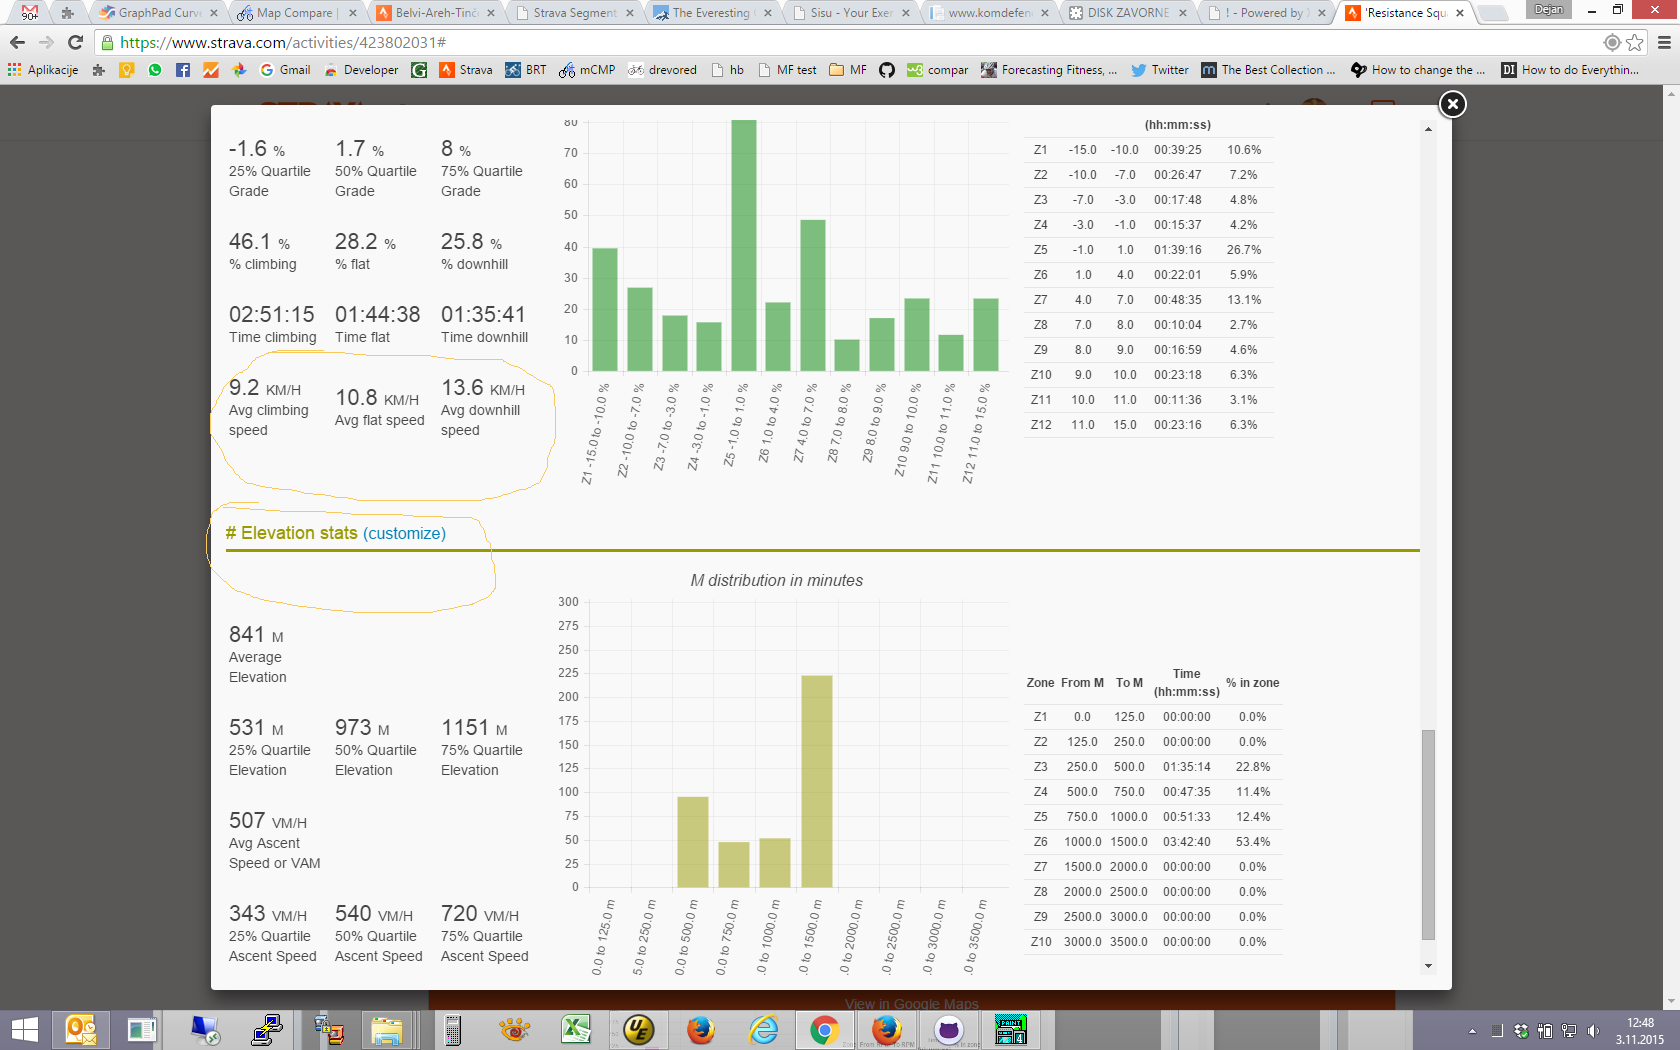 90+
GraphPad Curve
Map Compare |
Belvi-Areh-Tinče
Strava Segment
The Everesting
Sisu - Your Exer
www.komdefen
DISK ZAVORNE
! - Powered by
'Resistance Squ
Dejan
https://www.strava.com/activities/423802031#
Aplikacije
Gmail
Developer
Strava
BRT
mCMP
drevored
hb
MF test
MF
compar
Forecasting Fitness, ...
Twitter
The Best Collection ...
How to change the ...
How to do Everythin...
-1.6 %
25% Quartile
Grade
1.7 %
50% Quartile
Grade
8 %
75% Quartile
Grade
46.1 %
% climbing
28.2 %
% flat
25.8 %
% downhill
02:51:15
Time climbing
01:44:38
Time flat
01:35:41
Time downhill
9.2 KM/H
Avg climbing
speed
10.8 KM/H
Avg flat speed
13.6 KM/H
Avg downhill
speed
80
70
60
50
40
30
20
10
0
Z1 -15.0 to -10.0 %
Z2 -10.0 to -7.0 %
Z3 -7.0 to -3.0 %
Z4 -3.0 to -1.0 %
Z5 -1.0 to 1.0 %
Z6 1.0 to 4.0 %
Z7 4.0 to 7.0 %
Z8 7.0 to 8.0 %
Z9 8.0 to 9.0 %
Z10 9.0 to 10.0 %
Z11 10.0 to 11.0 %
Z12 11.0 to 15.0 %
(hh:mm:ss)
Z1 -15.0 -10.0 00:39:25 10.6%
Z2 -10.0 -7.0 00:26:47 7.2%
Z3 -7.0 -3.0 00:17:48 4.8%
Z4 -3.0 -1.0 00:15:37 4.2%
Z5 -1.0 1.0 01:39:16 26.7%
Z6 1.0 4.0 00:22:01 5.9%
Z7 4.0 7.0 00:48:35 13.1%
Z8 7.0 8.0 00:10:04 2.7%
Z9 8.0 9.0 00:16:59 4.6%
Z10 9.0 10.0 00:23:18 6.3%
Z11 10.0 11.0 00:11:36 3.1%
Z12 11.0 15.0 00:23:16 6.3%
# Elevation stats (customize)
841 M
Average
Elevation
531 M
25% Quartile
Elevation
973 M
50% Quartile
Elevation
1151 M
75% Quartile
Elevation
507 VM/H
Avg Ascent
Speed or VAM
343 VM/H
25% Quartile
Ascent Speed
540 VM/H
50% Quartile
Ascent Speed
720 VM/H
75% Quartile
Ascent Speed
M distribution in minutes
300
275
250
225
200
175
150
125
100
75
50
25
0
0.0 to 125.0 m
5.0 to 250.0 m
0.0 to 500.0 m
0.0 to 750.0 m
.0 to 1000.0 m
.0 to 1500.0 m
.0 to 2000.0 m
.0 to 2500.0 m
.0 to 3000.0 m
.0 to 3500.0 m
Zone From M To M Time (hh:mm:ss) % in zone
Z1 0.0 125.0 00:00:00 0.0%
Z2 125.0 250.0 00:00:00 0.0%
Z3 250.0 500.0 01:35:14 22.8%
Z4 500.0 750.0 00:47:35 11.4%
Z5 750.0 1000.0 00:51:33 12.4%
Z6 1000.0 1500.0 03:42:40 53.4%
Z7 1500.0 2000.0 00:00:00 0.0%
Z8 2000.0 2500.0 00:00:00 0.0%
Z9 2500.0 3000.0 00:00:00 0.0%
Z10 3000.0 3500.0 00:00:00 0.0%
View in Google Maps
12:48
3.11.2015